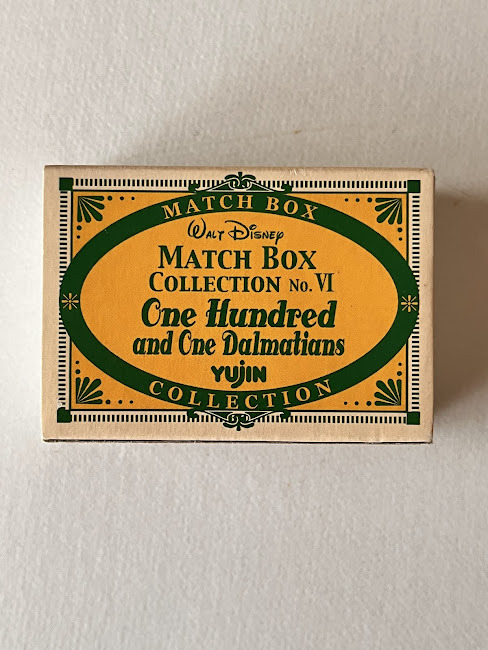 MATCH BOX
Walt Disney
MATCH BOX
COLLECTION No. VI
One Hundred
and One Dalmatians
YUJIN
COLLECTION